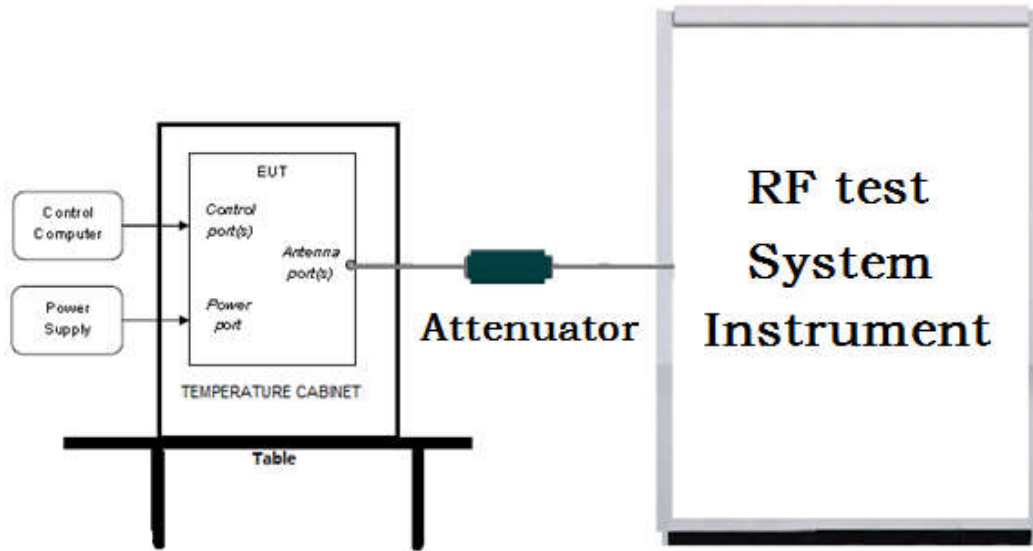 Control
Computer
Power
Supply
EUT
Control
port(s)
Antenna
port(s)
Power
port
TEMPERATURE CABINET
Table
Attenuator
RF test
System
Instrument